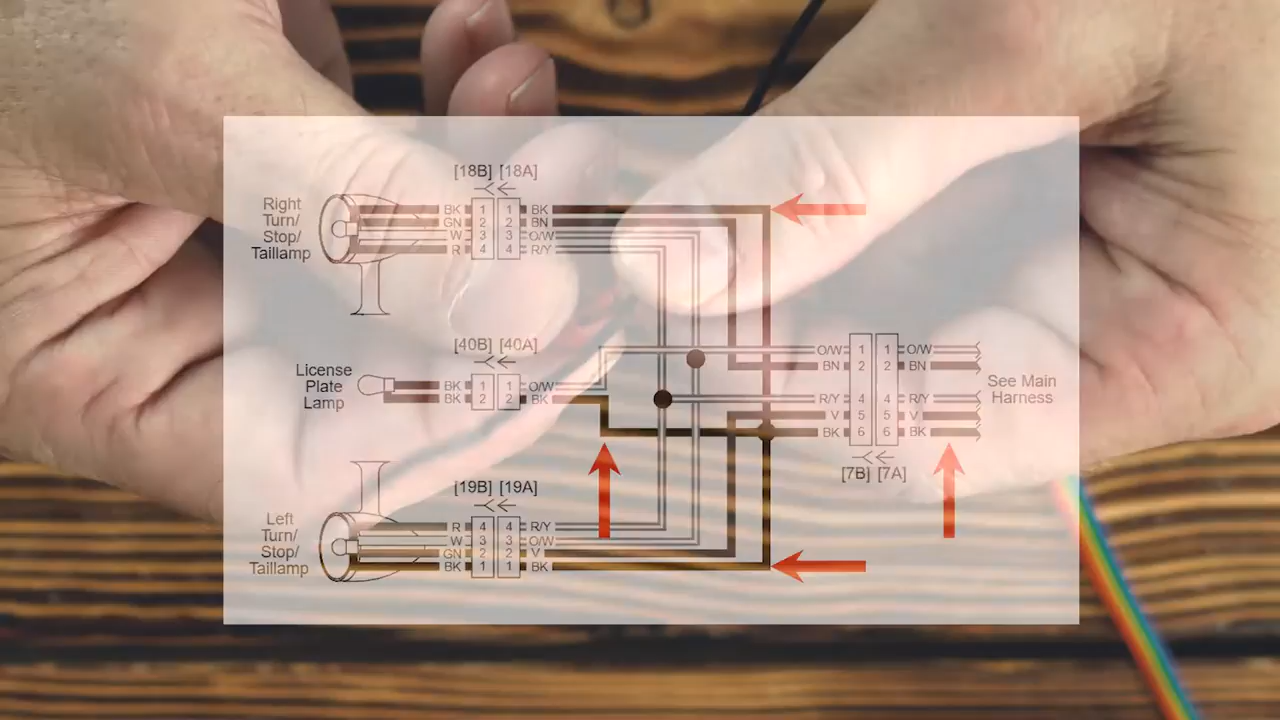 [18B] [18A]
Right
Turn/
Stop/
Taillamp
BK 1 1 BK
GN 2 2 BN
W 3 3 O/W
R 4 4 R/Y
[40B] [40A]
License
Plate
Lamp
BK 1 1 O/W
BK 2 2 BK
O/W 1 1 O/W
BN 2 2 BN
R/Y 4 4 R/Y
V 5 5 V
BK 6 6 BK
[7B] [7A]
See Main
Harness
[19B] [19A]
Left
Turn/
Stop/
Taillamp
R 4 4 R/Y
W 3 3 O/W
GN 2 2 V
BK 1 1 BK